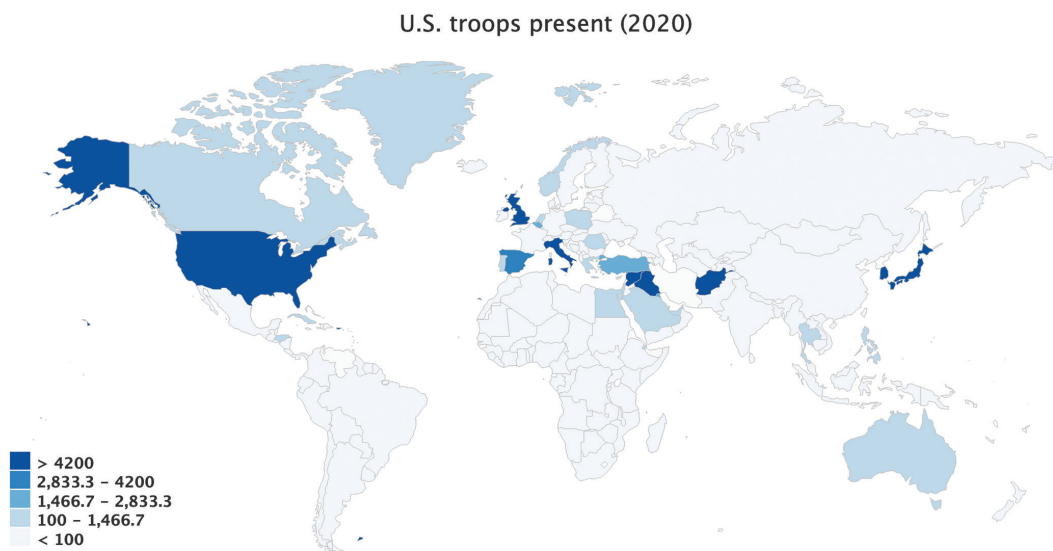 U.S. troops present (2020)
> 4200
2,833.3 – 4200
1,466.7 – 2,833.3
100 – 1,466.7
< 100